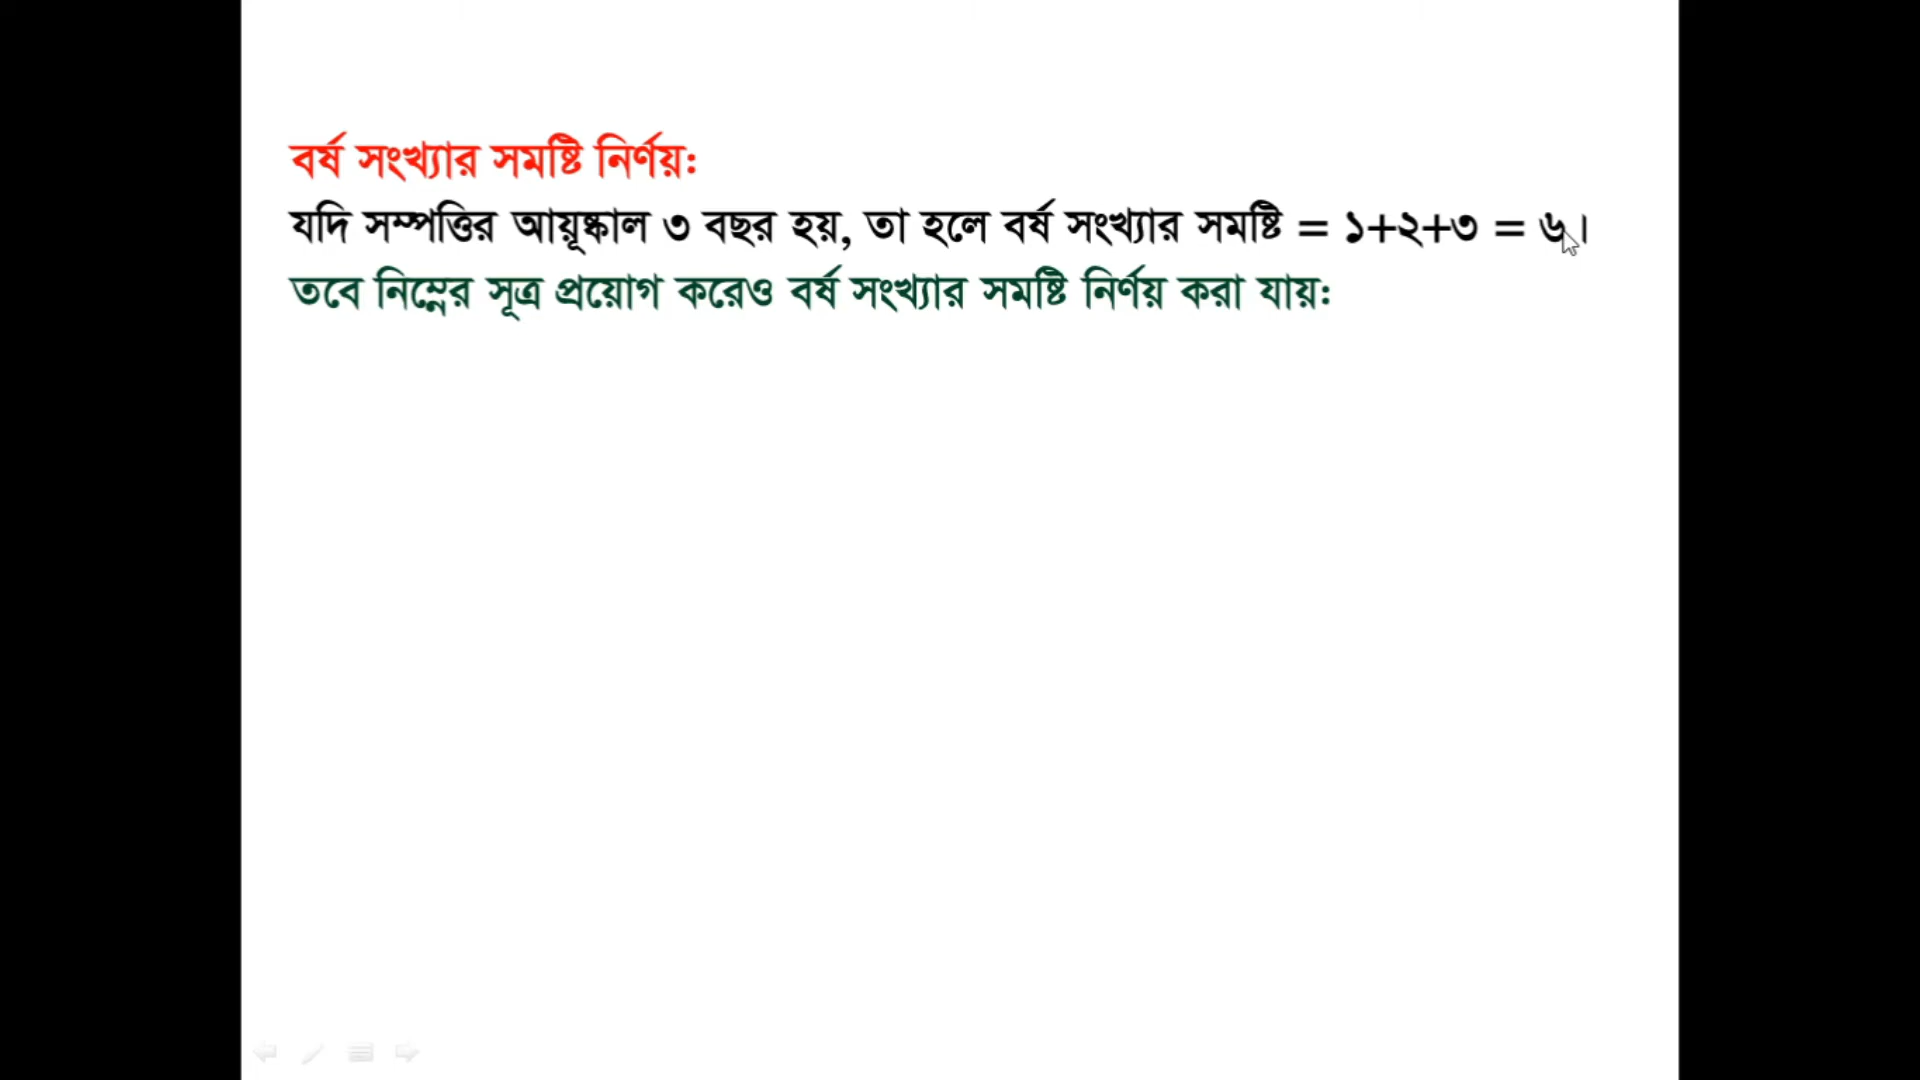 বর্ষ সংখ্যার সমষ্টি নির্ণয়:
যদি সম্পত্তির আয়ূষ্কাল ৩ বছর হয়, তা হলে বর্ষ সংখ্যার সমষ্টি = ১+২+৩ = ৬।
তবে নিম্নের সূত্র প্রয়োগ করেও বর্ষ সংখ্যার সমষ্টি নির্ণয় করা যায়: